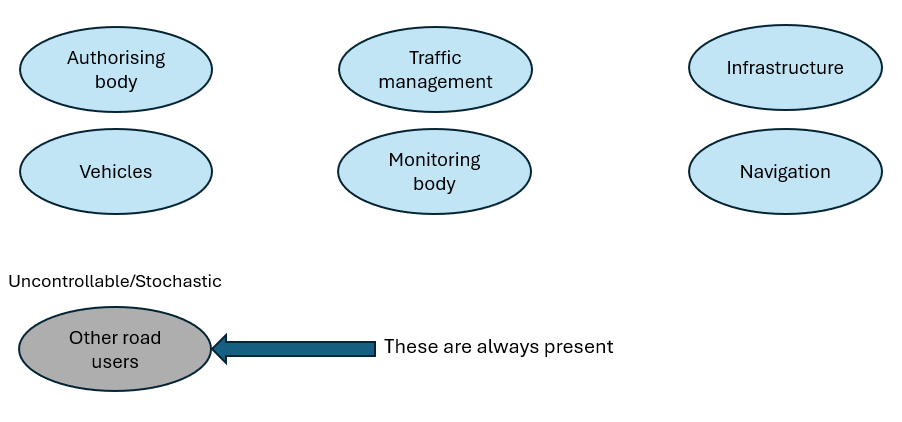 Authorising
body
Traffic
management
Infrastructure
Vehicles
Monitoring
body
Navigation
Uncontrollable/Stochastic
Other road
users
These are always present